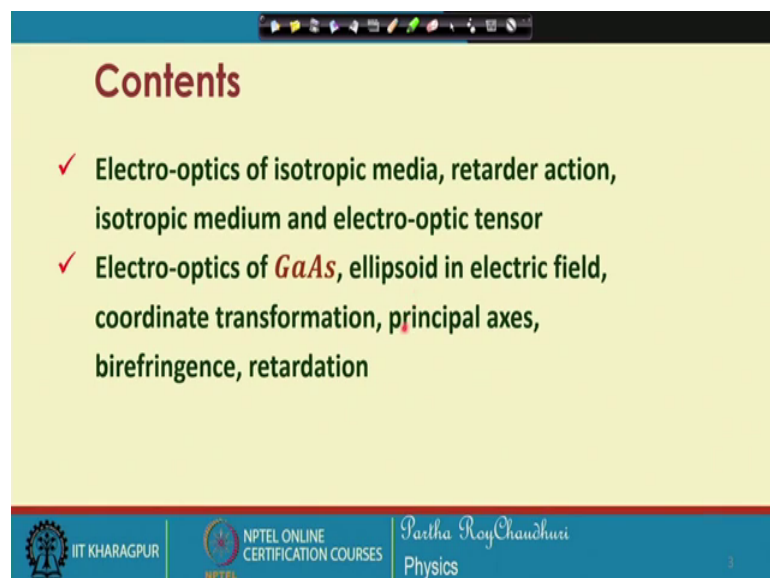 Contents
✓ Electro-optics of isotropic media, retarder action,
isotropic medium and electro-optic tensor
✓ Electro-optics of GaAs, ellipsoid in electric field,
coordinate transformation, principal axes,
birefringence, retardation
IIT KHARAGPUR
NPTEL
NPTEL ONLINE
CERTIFICATION COURSES
Partha RoyChaudhuri
Physics
3